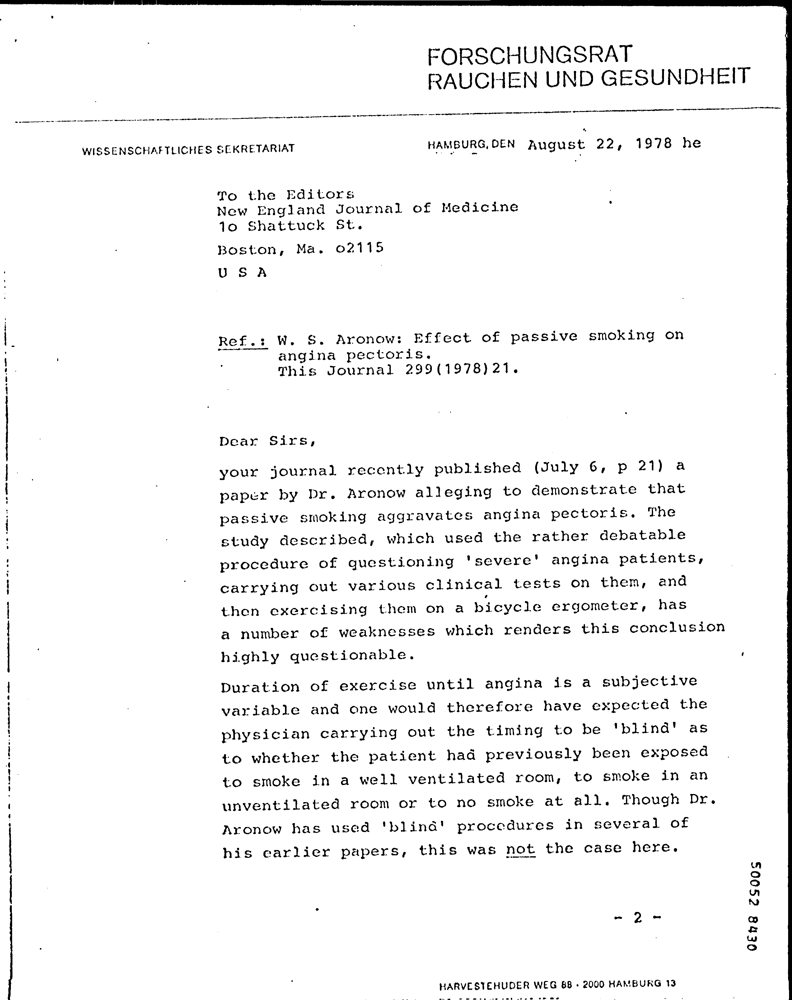 FORSCHUNGSRAT
RAUCHEN UND GESUNDHEIT
WISSENSCHAFTLICHES SEKRETARIAT
HAMBURG, DEN August 22, 1978 he
To the Editors
New England Journal of Medicine
1o Shattuck St.
Boston, Ma. o2115
U S A
Ref.: W. S. Aronow: Effect of passive smoking on
angina pectoris.
This Journal 299(1978)21.
Dear Sirs,
your journal recently published (July 6, p 21) a
paper by Dr. Aronow alleging to demonstrate that
passive smoking aggravates angina pectoris. The
study described, which used the rather debatable
procedure of questioning 'severe' angina patients,
carrying out various clinical tests on them, and
then exercising them on a bicycle ergometer, has
a number of weaknesses which renders this conclusion
highly questionable.
Duration of exercise until angina is a subjective
variable and one would therefore have expected the
physician carrying out the timing to be 'blind' as
to whether the patient had previously been exposed
to smoke in a well ventilated room, to smoke in an
unventilated room or to no smoke at all. Though Dr.
Aronow has used 'blind' procedures in several of
his earlier papers, this was not the case here.
- 2 -
50052 8430
HARVESTEHUDER WEG 88 · 2000 HAMBURG 13